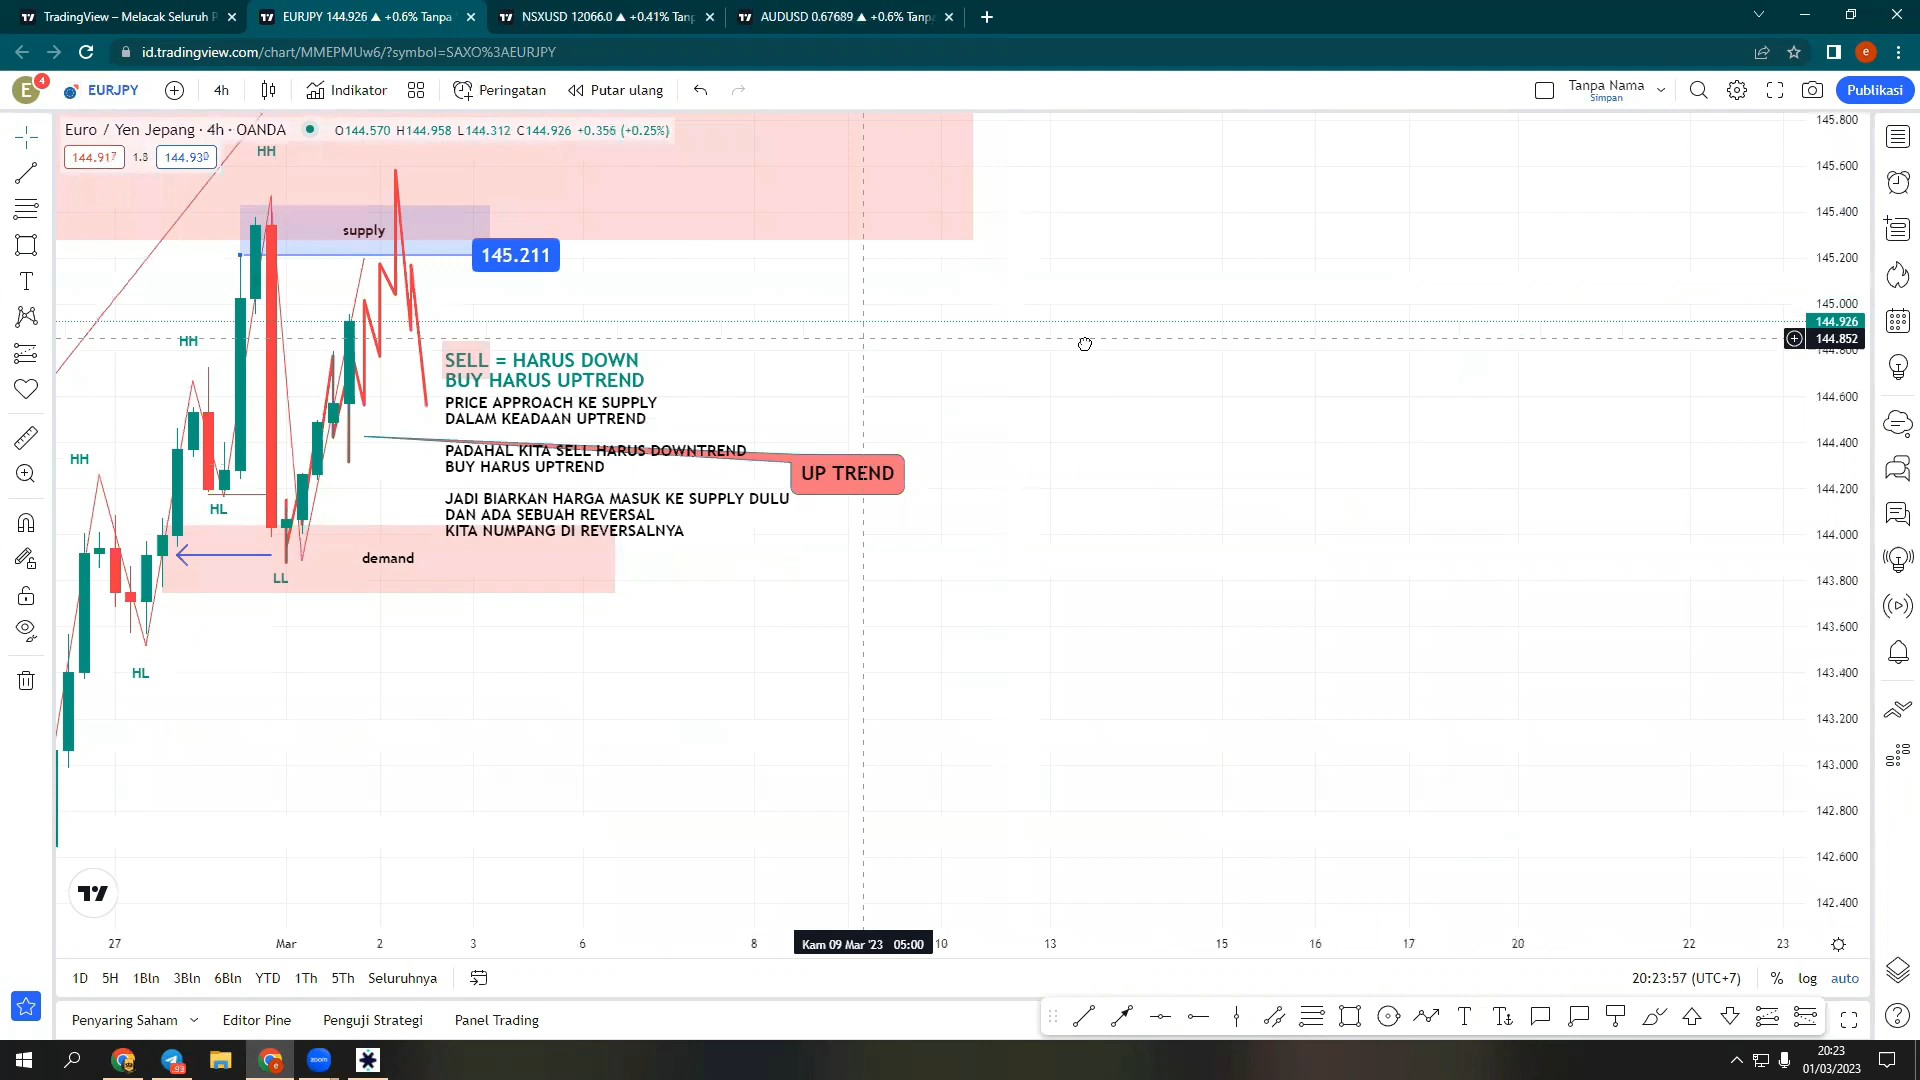 TradingView – Melacak Seluruh P
EURJPY 144.926 ▲ +0.6% Tanpa
NSXUSD 12066.0 ▲ +0.41% Tanp
AUDUSD 0.67689 ▲ +0.6% Tanpa
id.tradingview.com/chart/MMEPMUw6/?symbol=SAXO%3AEURJPY
e
E
4
EURJPY
4h
Indikator
Peringatan
Putar ulang
Tanpa Nama
Simpan
Publikasi
Euro / Yen Jepang · 4h · OANDA
O144.570 H144.958 L144.312 C144.926 +0.356 (+0.25%)
144.917
1.3
144.930
HH
supply
145.211
HH
SELL = HARUS DOWN
BUY HARUS UPTREND
PRICE APPROACH KE SUPPLY
DALAM KEADAAN UPTREND
PADAHAL KITA SELL HARUS DOWNTREND
BUY HARUS UPTREND
UP TREND
HH
HL
JADI BIARKAN HARGA MASUK KE SUPPLY DULU
DAN ADA SEBUAH REVERSAL
KITA NUMPANG DI REVERSALNYA
demand
LL
HL
145.800
145.600
145.400
145.200
145.000
144.926
144.852
144.800
144.600
144.400
144.200
144.000
143.800
143.600
143.400
143.200
143.000
142.800
142.600
142.400
27 Mar 2 3 6 8 Kam 09 Mar '23 05:00 10 13 15 16 17 20 22 23
1D 5H 1Bln 3Bln 6Bln YTD 1Th 5Th Seluruhnya
20:23:57 (UTC+7) % log auto
Penyaring Saham Editor Pine Penguji Strategi Panel Trading
93
zoom
20:23
01/03/2023